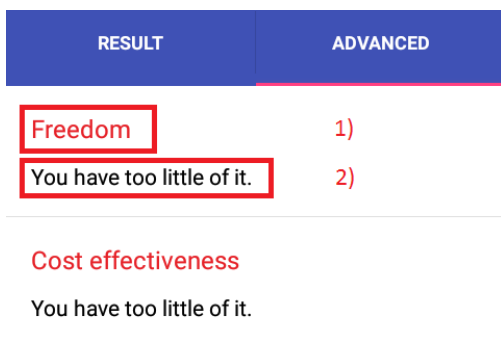 RESULT ADVANCED
Freedom 1)
You have too little of it. 2)
Cost effectiveness
You have too little of it.